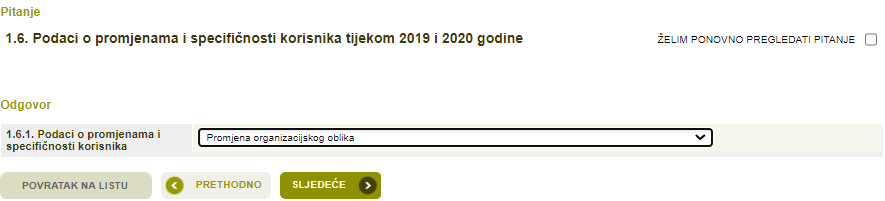 Pitanje
1.6. Podaci o promjenama i specifičnosti korisnika tijekom 2019 i 2020 godine
ŽELIM PONOVNO PREGLEDATI PITANJE
Odgovor
1.6.1. Podaci o promjenama i
specifičnosti korisnika
Promjena organizacijskog oblika
POVRATAK NA LISTU
PRETHODNO
SLJEDEĆE